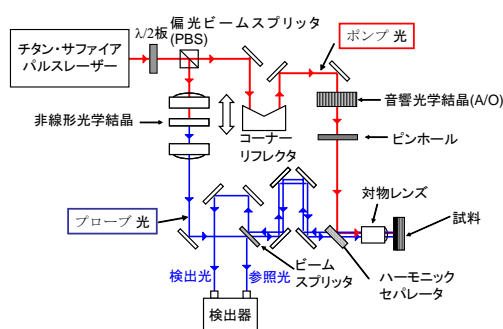 λ/2板
偏光ビームスプリッタ
(PBS)
ポンプ 光
チタン・サファイア
パルスレーザー
音響光学結晶(A/O)
非線形光学結晶
コーナー
リフレクタ
ピンホール
対物レンズ
試料
プローブ 光
ビーム
スプリッタ
ハーモニック
セパレータ
検出光
参照光
検出器